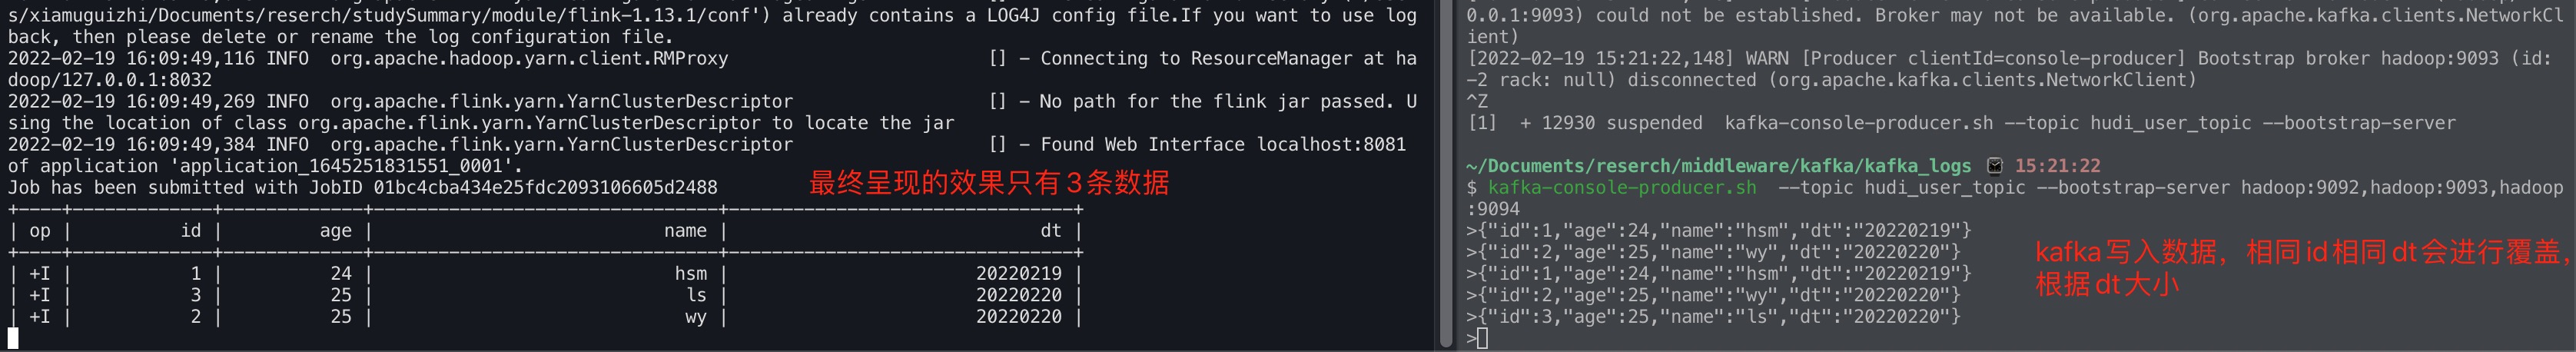 s/xiamuguizhi/Documents/reserch/studySummary/module/flink-1.13.1/conf') already contains a LOG4J config file.If you want to use log
back, then please delete or rename the log configuration file.
2022-02-19 16:09:49,116 INFO  org.apache.hadoop.yarn.client.RMProxy                        [] - Connecting to ResourceManager at ha
doop/127.0.0.1:8032
2022-02-19 16:09:49,269 INFO  org.apache.flink.yarn.YarnClusterDescriptor                  [] - No path for the flink jar passed. U
sing the location of class org.apache.flink.yarn.YarnClusterDescriptor to locate the jar
2022-02-19 16:09:49,384 INFO  org.apache.flink.yarn.YarnClusterDescriptor                  [] - Found Web Interface localhost:8081
of application 'application_1645251831551_0001'.
Job has been submitted with JobID 01bc4cba434e25fdc2093106605d2488
最终呈现的效果只有3条数据
| op | id | age | name | dt |
| +I | 1 | 24 | hsm | 20220219 |
| +I | 3 | 25 | ls | 20220220 |
| +I | 2 | 25 | wy | 20220220 |
0.0.1:9093) could not be established. Broker may not be available. (org.apache.kafka.clients.NetworkCl
ient)
[2022-02-19 15:21:22,148] WARN [Producer clientId=console-producer] Bootstrap broker hadoop:9093 (id:
-2 rack: null) disconnected (org.apache.kafka.clients.NetworkClient)
^Z
[1]  + 12930 suspended  kafka-console-producer.sh --topic hudi_user_topic --bootstrap-server
~/Documents/reserch/middleware/kafka/kafka_logs 15:21:22
$ kafka-console-producer.sh  --topic hudi_user_topic --bootstrap-server hadoop:9092,hadoop:9093,hadoop
:9094
>{"id":1,"age":24,"name":"hsm","dt":"20220219"}
>{"id":2,"age":25,"name":"wy","dt":"20220220"}
>{"id":1,"age":24,"name":"hsm","dt":"20220219"}
>{"id":2,"age":25,"name":"wy","dt":"20220220"}
>{"id":3,"age":25,"name":"ls","dt":"20220220"}
>
kafka写入数据，相同id相同dt会进行覆盖，
根据dt大小